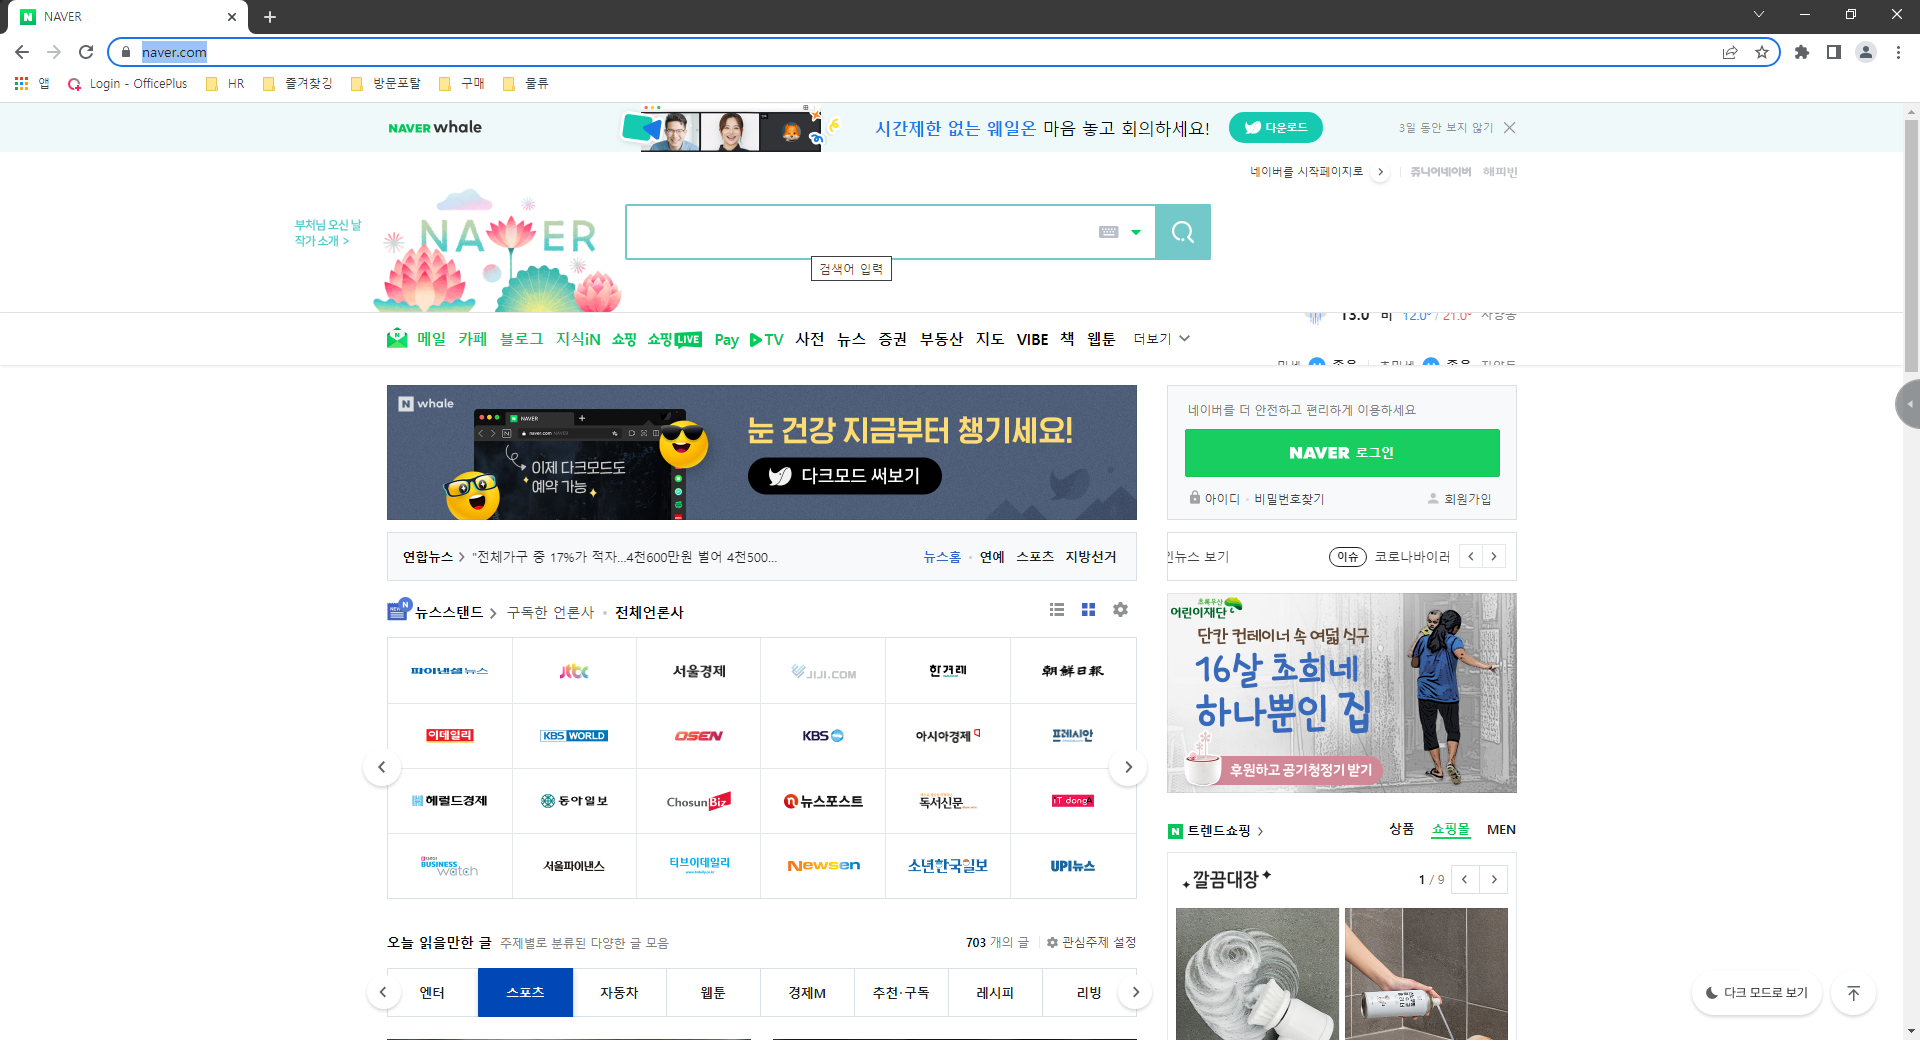 NAVER
naver.com
앱 Login - OfficePlus HR 즐겨찾깅 방문포탈 구매 물류
NAVER whale 시간제한 없는 웨일온 마음 놓고 회의하세요! 다운로드 3일 동안 보지 않기
네이버를 시작페이지로 쥬니어네이버 해피빈
부처님 오신 날
작가 소개 >
NAVER
검색어 입력
메일 카페 블로그 지식iN 쇼핑 쇼핑LIVE Pay TV 사전 뉴스 증권 부동산 지도 VIBE 책 웹툰 더보기
13.0° 비 12.0° / 21.0°
N whale
NAVER
naver.com
이제 다크모드도
예약 가능
눈 건강 지금부터 챙기세요!
다크모드 써보기
네이버를 더 안전하고 편리하게 이용하세요
NAVER 로그인
아이디 · 비밀번호찾기 회원가입
연합뉴스 > "전체가구 중 17%가 적자...4천600만원 벌어 4천500... 뉴스홈 · 연예 스포츠 지방선거
인뉴스 보기 이슈 코로나바이러
뉴스스탠드 > 구독한 언론사 · 전체언론사
파이낸셜뉴스 jtbc 서울경제 JIJI.COM 한겨레 朝鮮日報
이데일리 KBS WORLD OSEN KBS 아시아경제 프레시안
헤럴드경제 동아일보 ChosunBiz 뉴스포스트 독서신문 IT dongA
BUSINESS watch 서울파이낸스 티브이데일리 Newsen 소년한국일보 UPI뉴스
초록우산
어린이재단
단칸 컨테이너 속 여덟 식구
16살 초희네
하나뿐인 집
후원하고 공기청정기 받기
트렌드쇼핑 > 상품 쇼핑몰 MEN
깔끔대장 1 / 9
오늘 읽을만한 글 주제별로 분류된 다양한 글 모음 703 개의 글 관심주제 설정
엔터 스포츠 자동차 웹툰 경제M 추천·구독 레시피 리빙
다크 모드로 보기